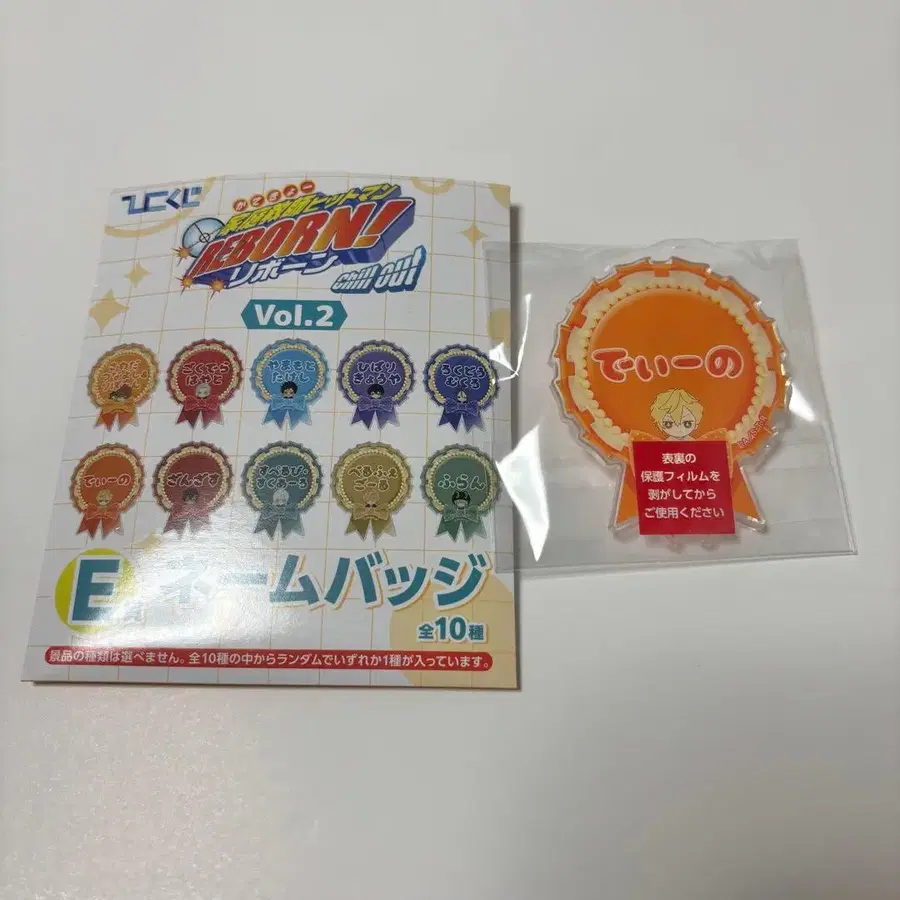 ひこくじ
かてきょー
家庭教師ヒットマン
REBORN!
リボーン
chill out
Vol.2
ごくでら
はやと
やまもと
たけし
ひばり
きょうや
ろくどう
むくろ
でぃーの
ざんざす
すぺるび・
すくあーろ
べるふぇ
ごーる
ふらん
E賞
ネームバッジ
全10種
景品の種類は選べません。全10種の中からランダムでいずれか1種が入っています。
でぃーの
表裏の
保護フィルムを
剥がしてから
ご使用ください